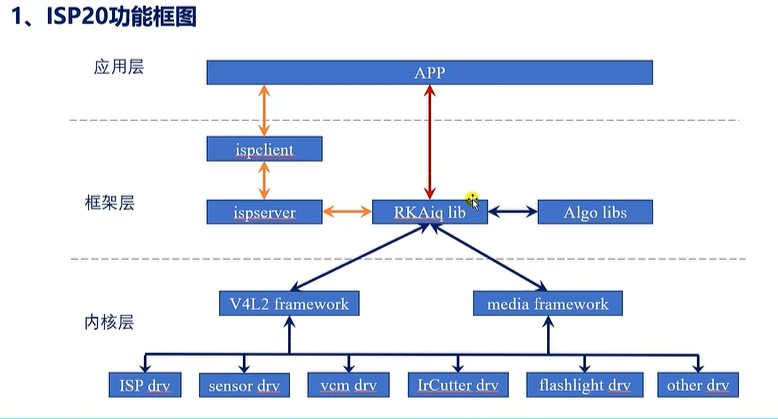 1、ISP20功能框图
应用层
APP
ispclient
框架层
ispserver
RKAiq lib
Algo libs
V4L2 framework
media framework
内核层
ISP drv
sensor drv
vcm drv
IrCutter drv
flashlight drv
other drv